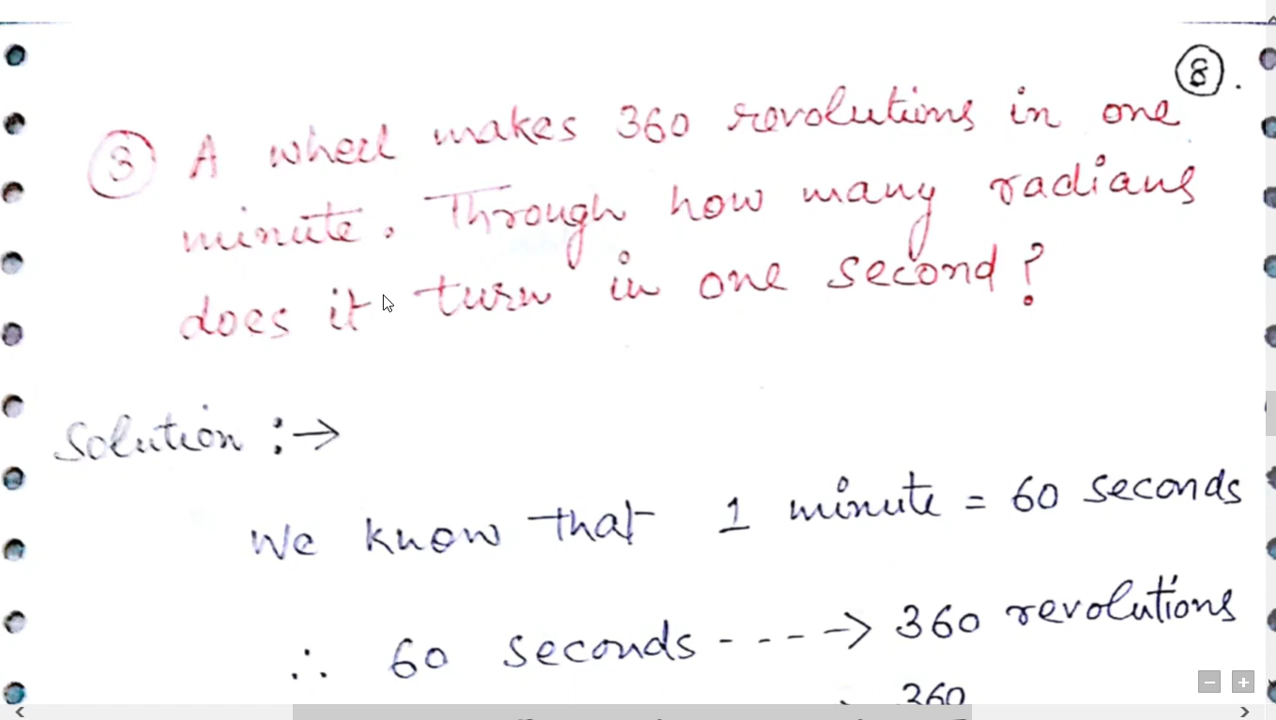 8.
3 A wheel makes 360 revolutions in one
minute. Through how many radians
does it turn in one second?
Solution :→
We know that 1 minute = 60 seconds
∴ 60 seconds ---→ 360 revolutions
360